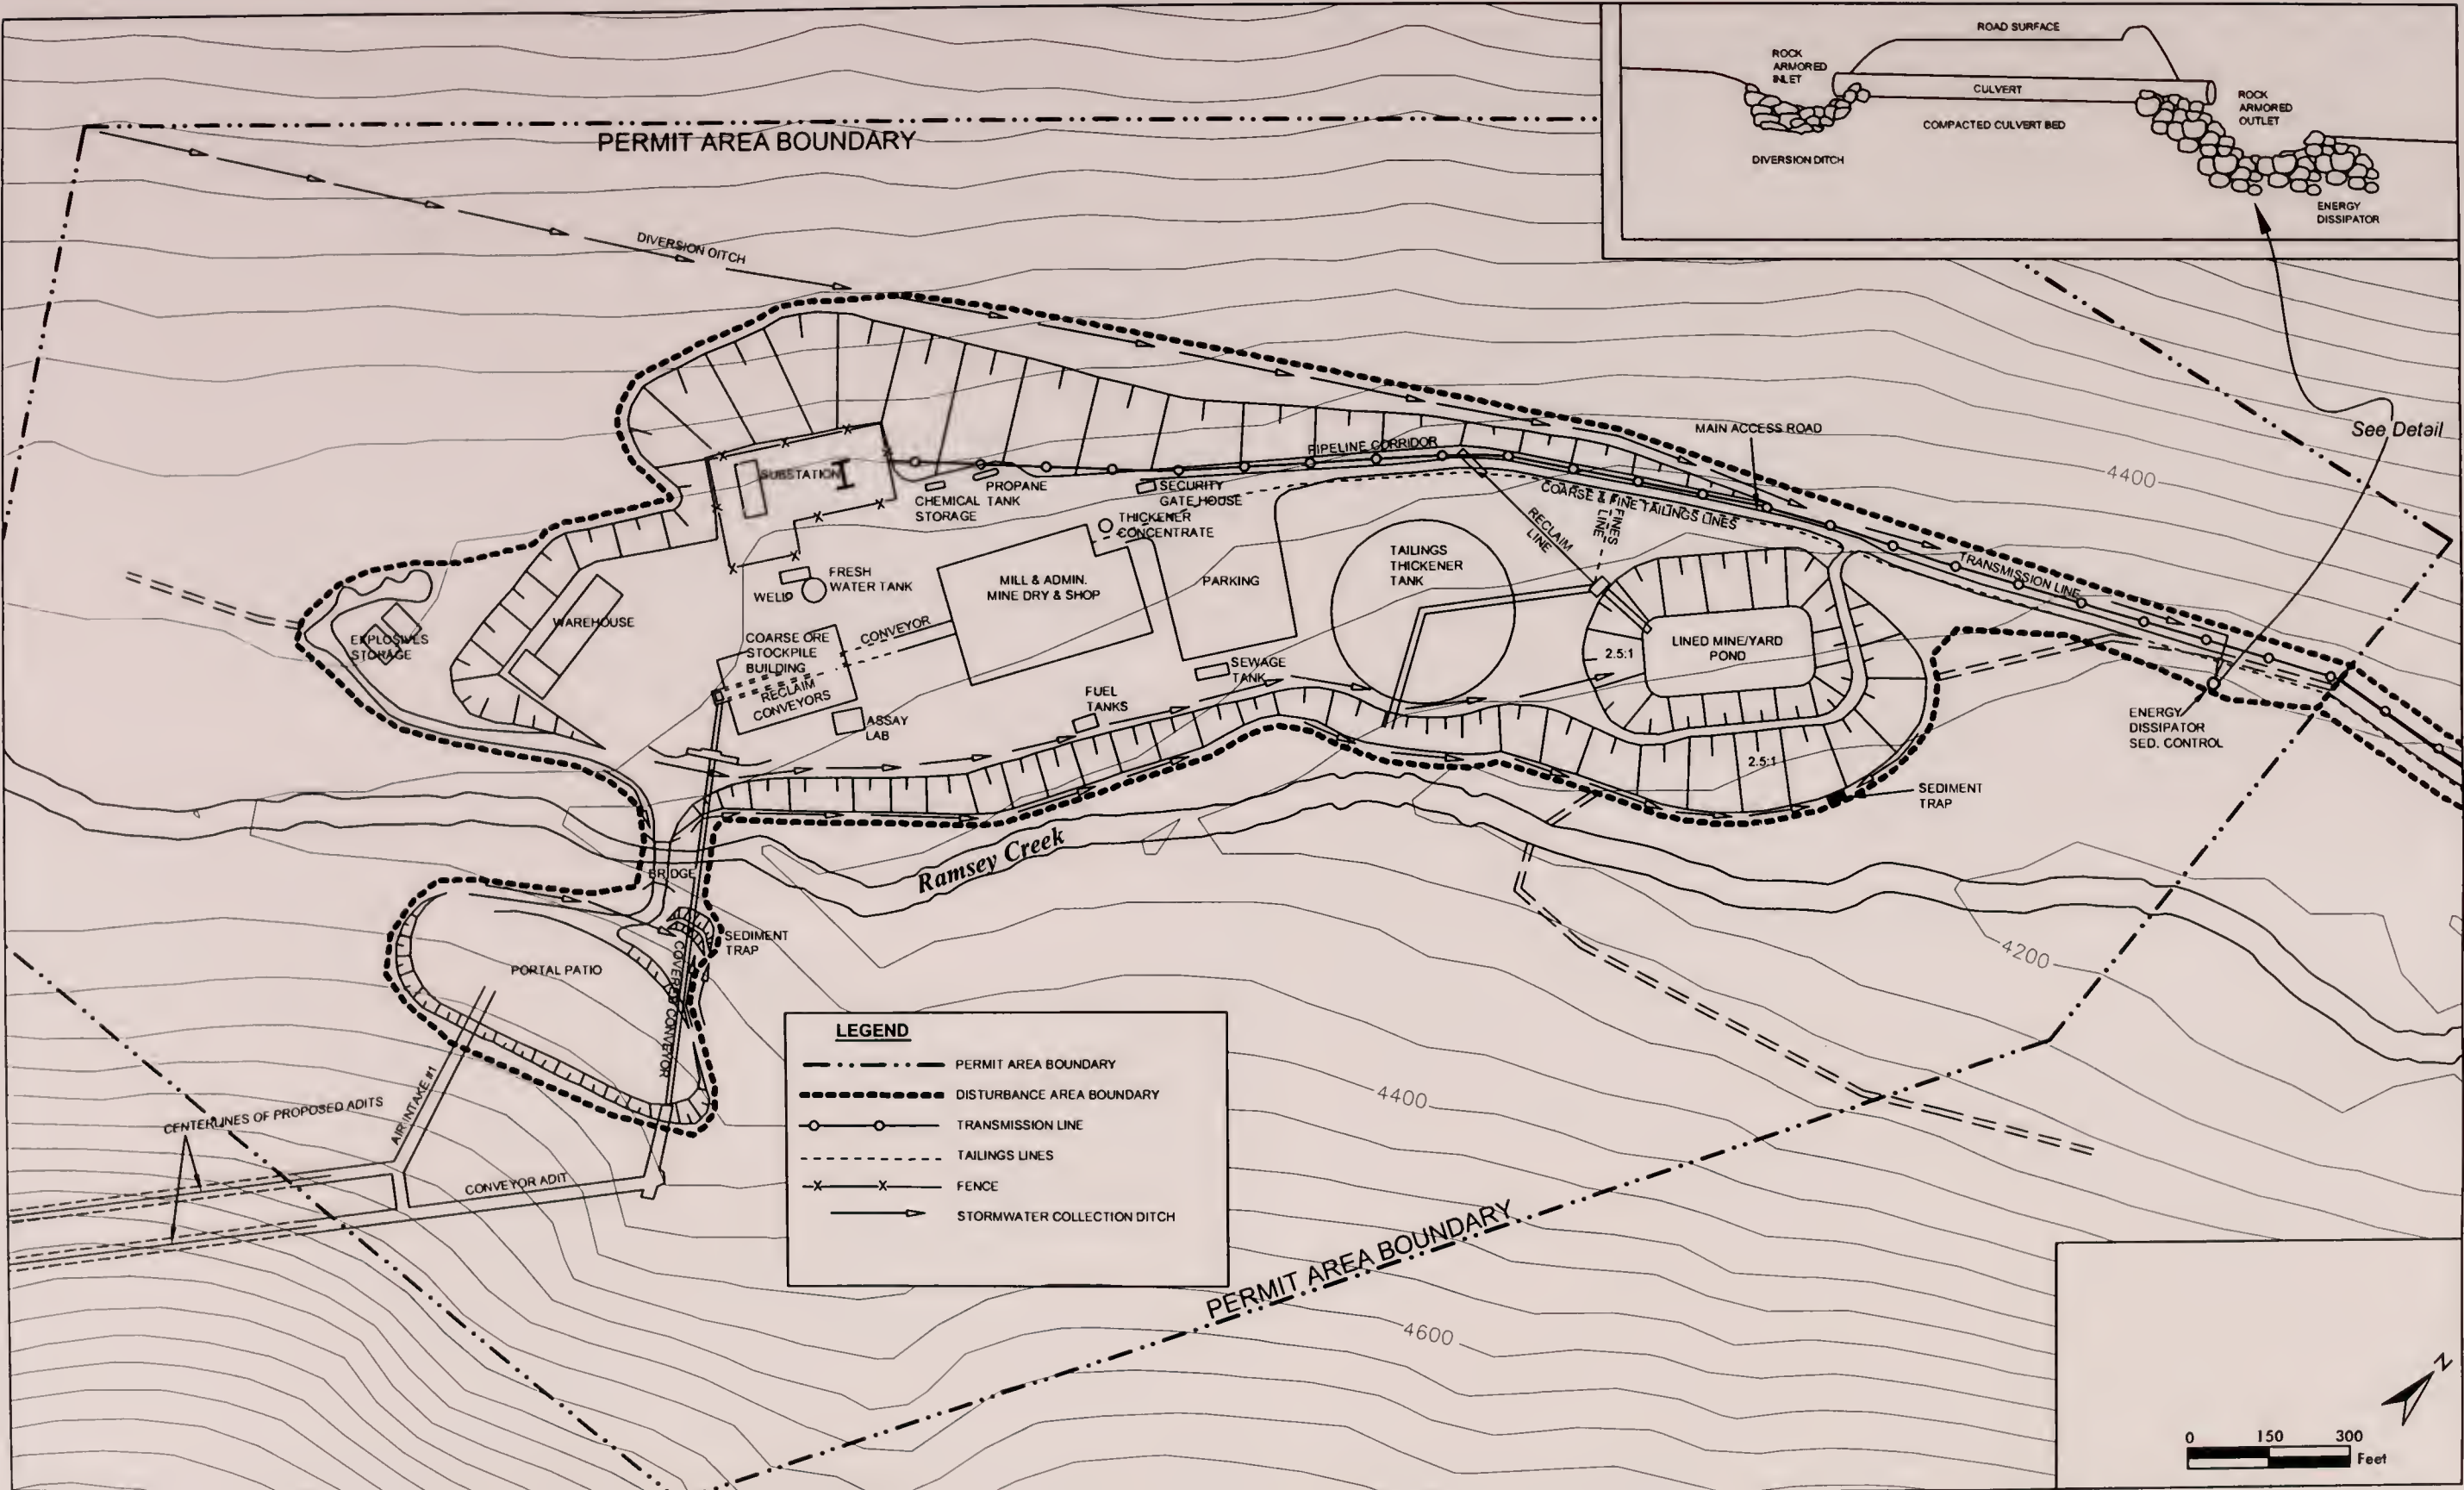 ROAD SURFACE
ROCK
ARMORED
INLET
CULVERT
ROCK
ARMORED
OUTLET
COMPACTED CULVERT BED
DIVERSION DITCH
ENERGY
DISSIPATOR
PERMIT AREA BOUNDARY
DIVERSION DITCH
See Detail
MAIN ACCESS ROAD
4400
PIPELINE CORRIDOR
SUBSTATION
PROPANE
TANK
CHEMICAL
STORAGE
SECURITY
GATE HOUSE
THICKENER
CONCENTRATE
COARSE & FINE TAILINGS LINES
RECLAIM
LINE
FINES
LINE
TAILINGS
THICKENER
TANK
TRANSMISSION LINE
FRESH
WATER TANK
WELL
MILL & ADMIN.
MINE DRY & SHOP
PARKING
EXPLOSIVES
STORAGE
WAREHOUSE
COARSE ORE
STOCKPILE
BUILDING
CONVEYOR
RECLAIM
CONVEYORS
ASSAY
LAB
SEWAGE
TANK
FUEL
TANKS
2.5:1
LINED MINE/YARD
POND
2.5:1
ENERGY
DISSIPATOR
SED. CONTROL
SEDIMENT
TRAP
Ramsey Creek
BRIDGE
SEDIMENT
TRAP
PORTAL PATIO
COVERED CONVEYOR
4200
CENTERLINES OF PROPOSED ADITS
AIR INTAKE #1
CONVEYOR ADIT
LEGEND
PERMIT AREA BOUNDARY
DISTURBANCE AREA BOUNDARY
TRANSMISSION LINE
TAILINGS LINES
FENCE
STORMWATER COLLECTION DITCH
4400
PERMIT AREA BOUNDARY
4600
N
0 150 300
Feet